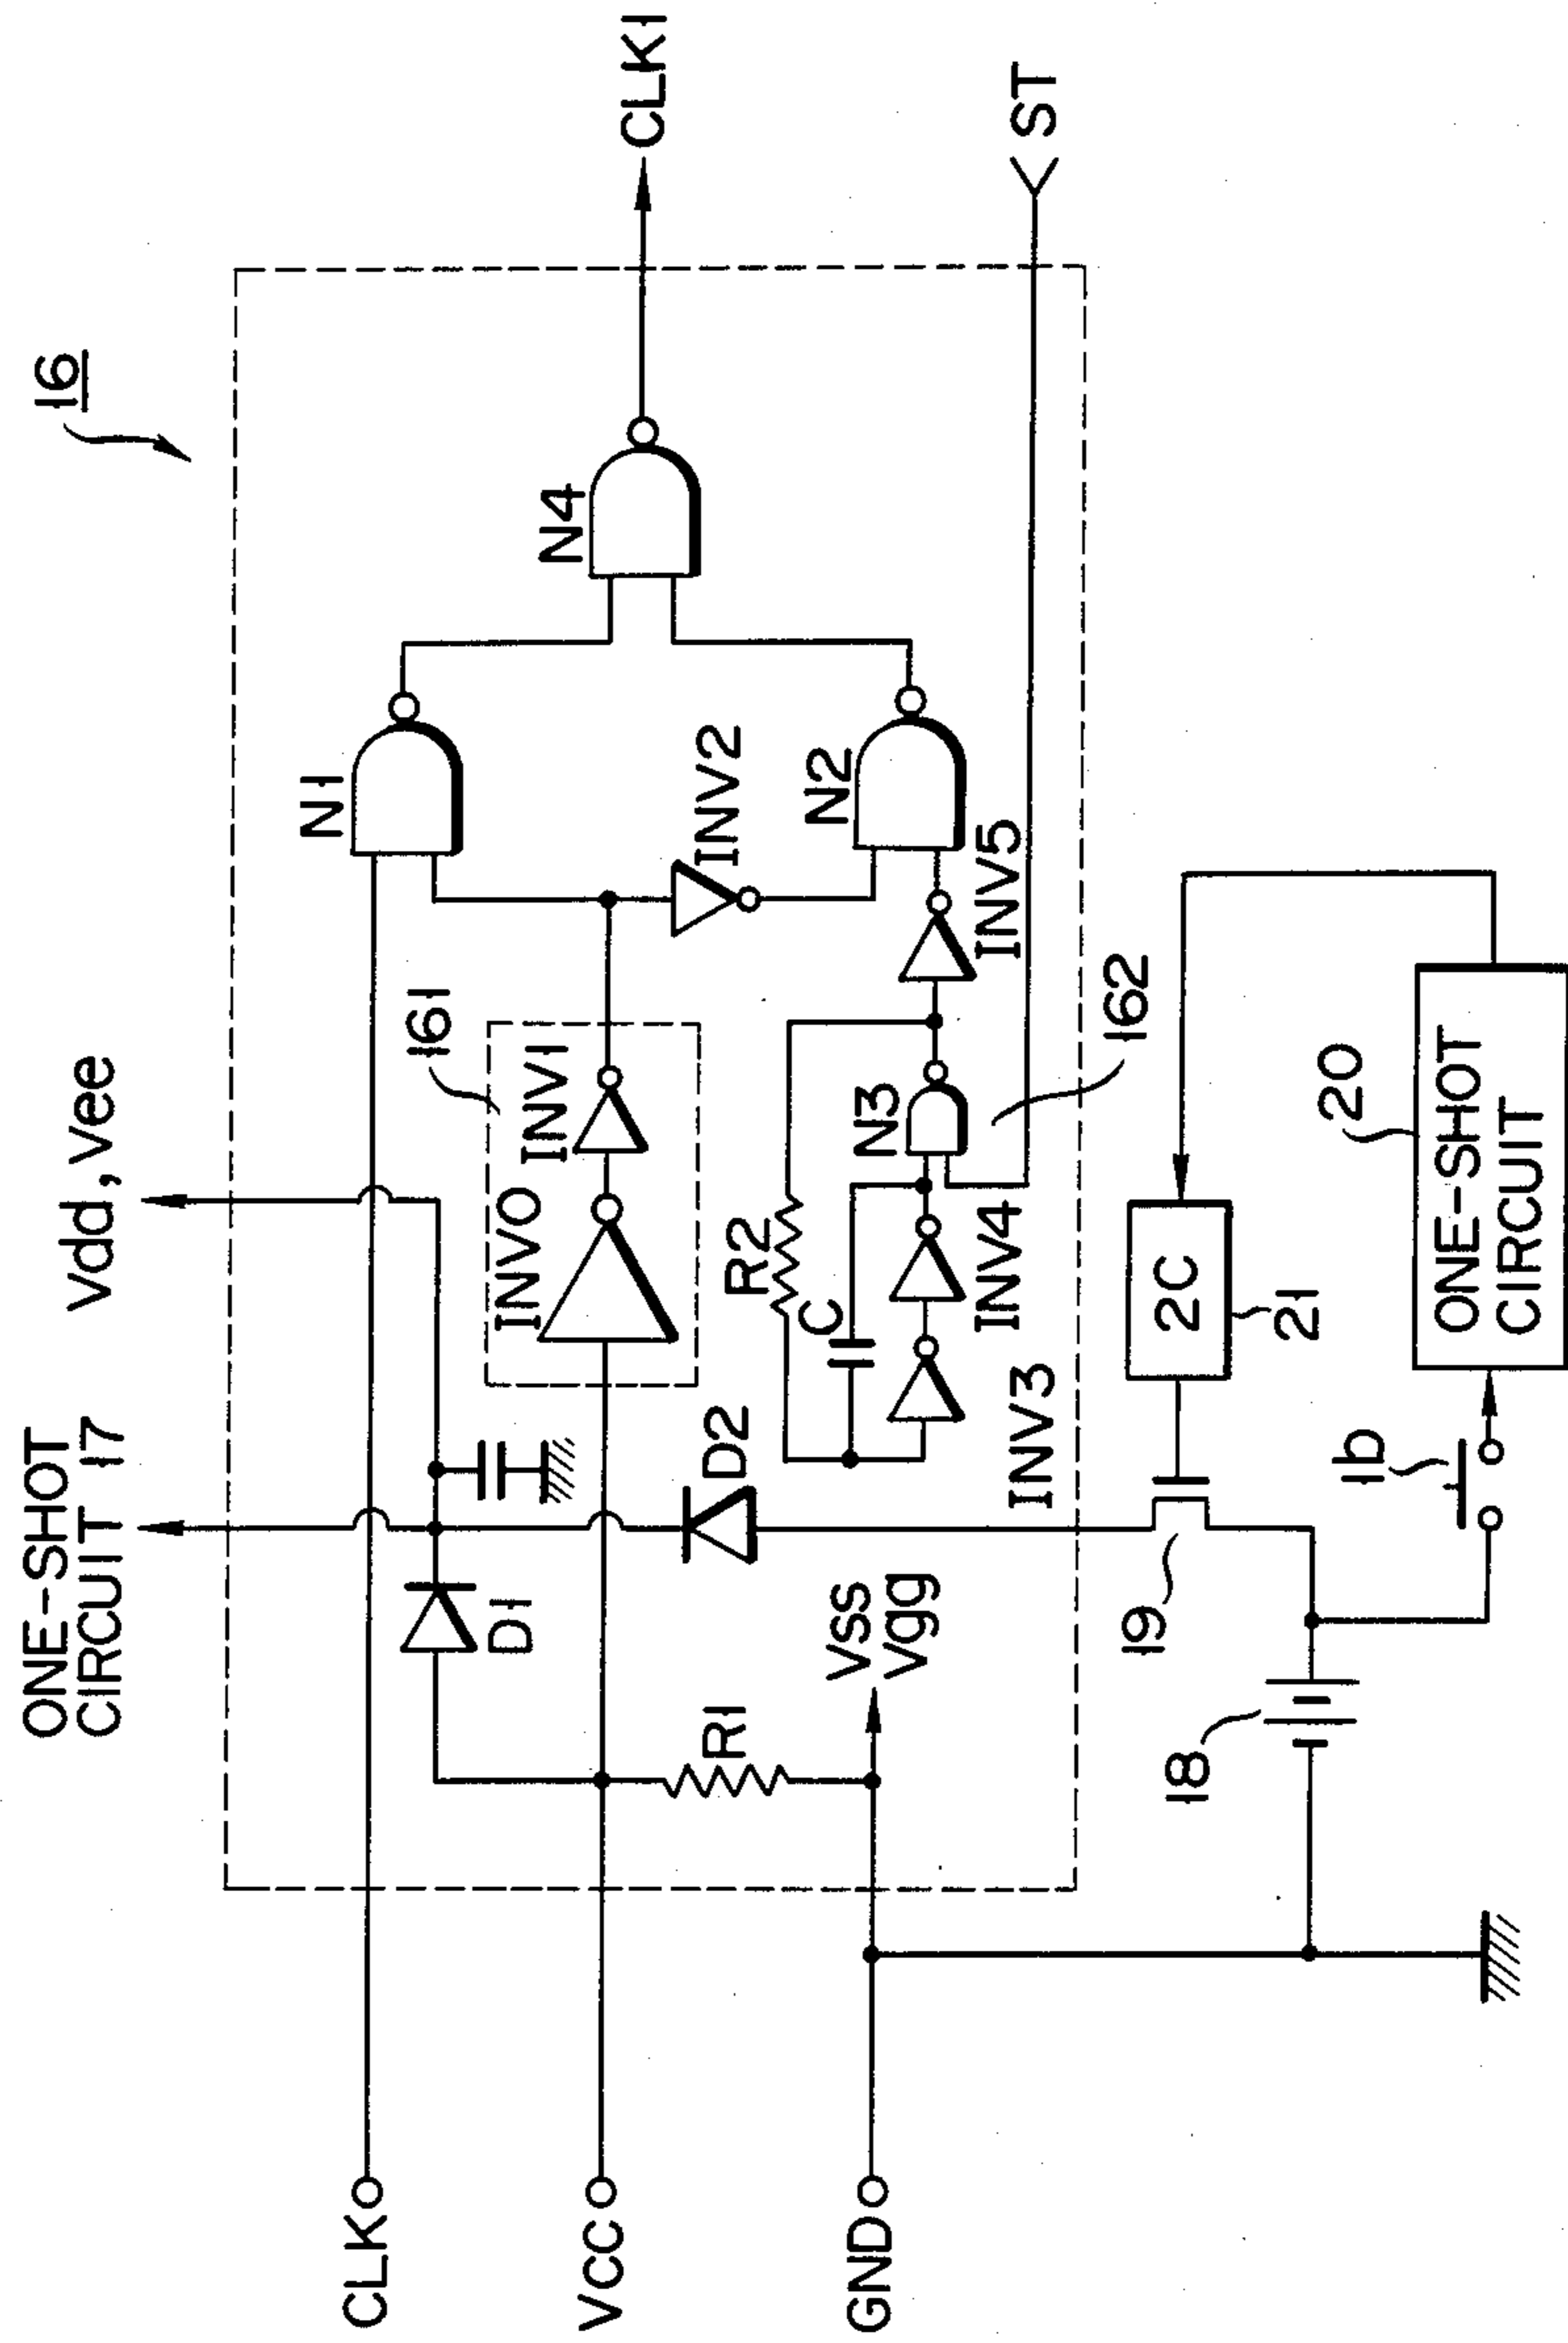 16
ONE-SHOT
CIRCUIT 17
Vdd, Vee
CLK
VCC
GND
D1
R1
Vss
Vgg
161
INV0
INV1
N1
N4
CLK1
INV2
N2
D2
R2
C
INV3
INV4
N3
INV5
162
ST
18
19
2C
21
1b
20
ONE-SHOT
CIRCUIT